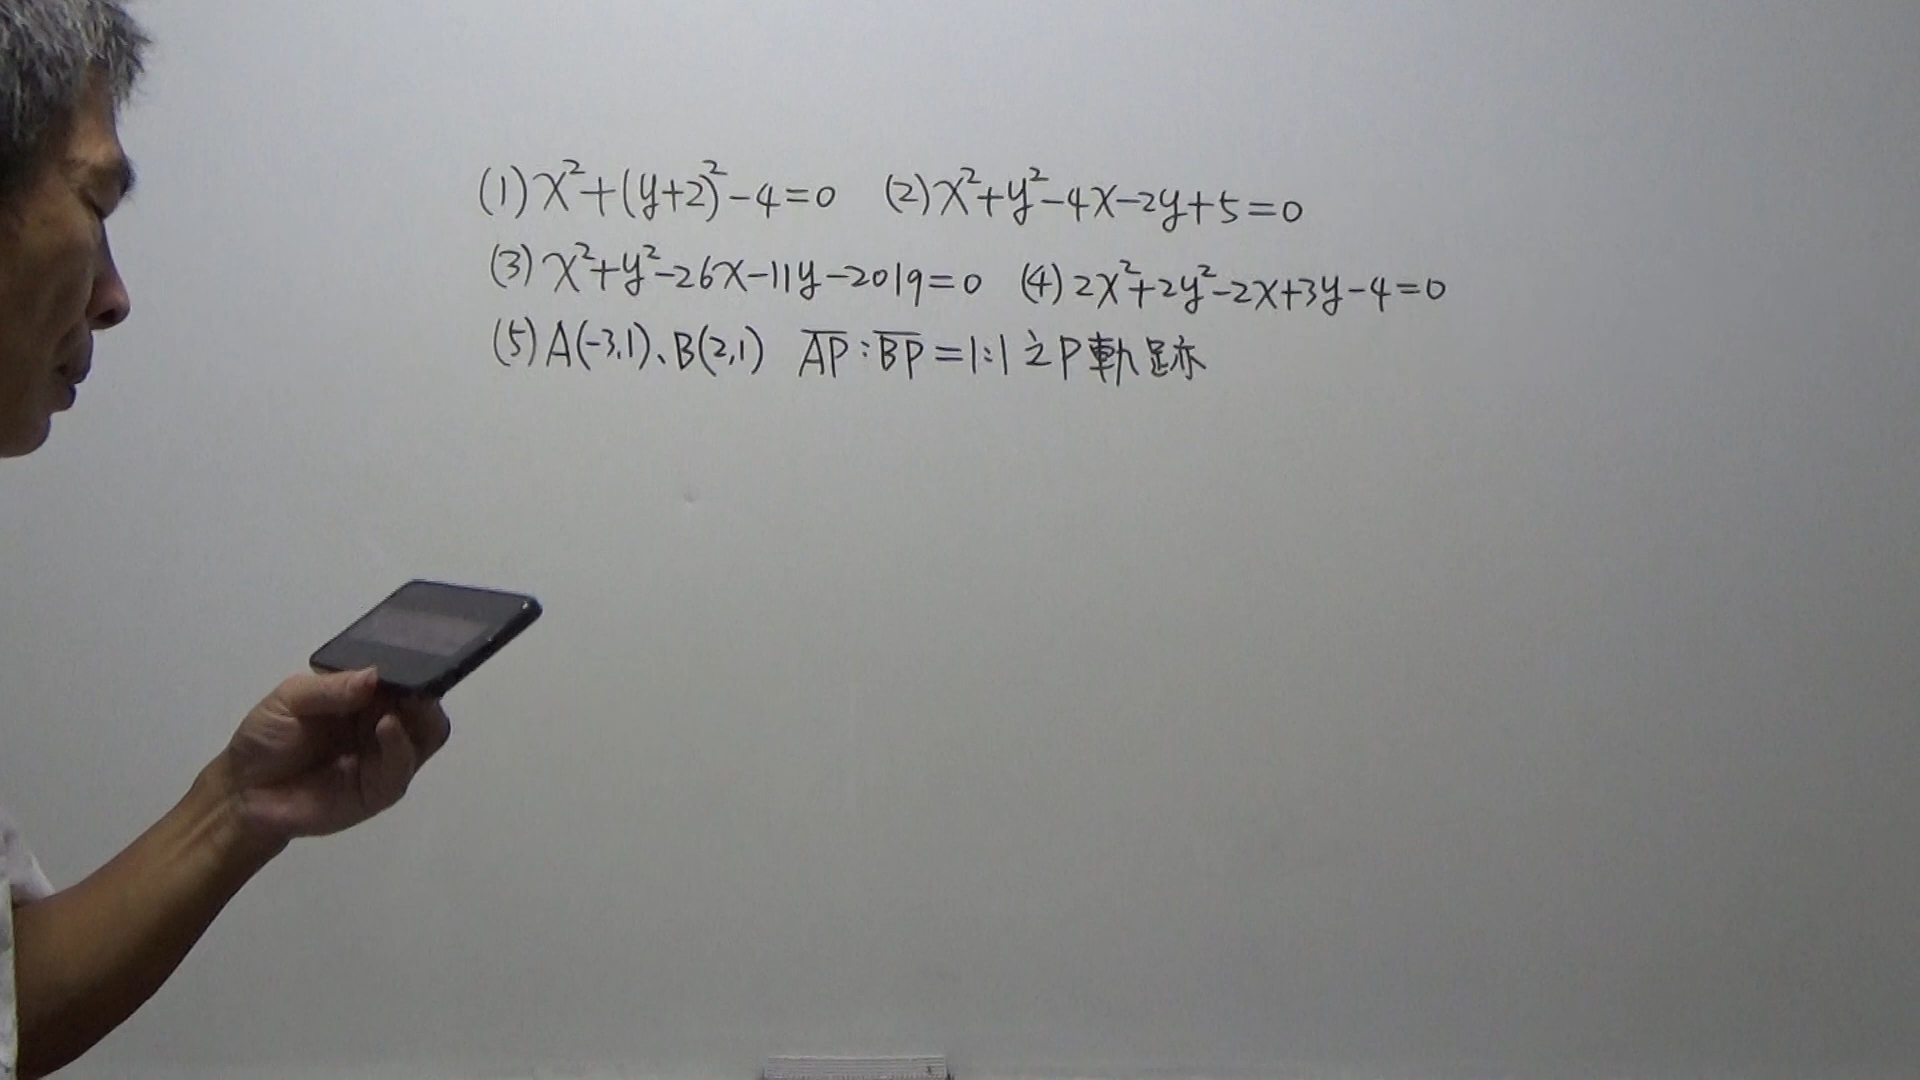 (1) x²+(y+2)²-4=0 (2) x²+y²-4x-2y+5=0
(3) x²+y²-26x-11y-2019=0 (4) 2x²+2y²-2x+3y-4=0
(5) A(-3,1)、B(2,1) A̅P̅:B̅P̅=1:1之P軌跡